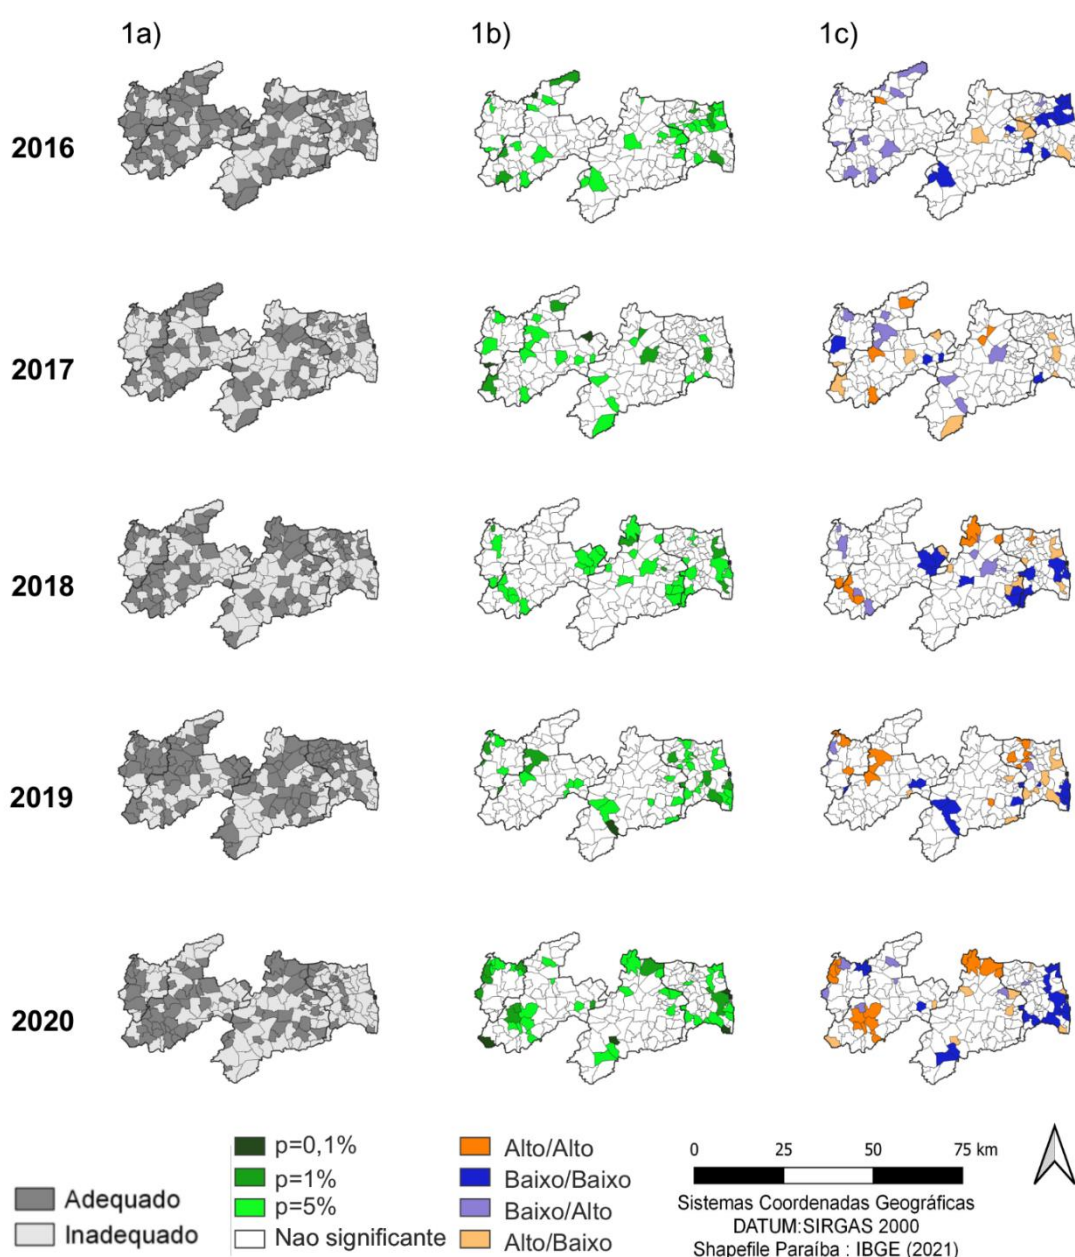 1a) 1b) 1c)
2016
2017
2018
2019
2020
Adequado
Inadequado
p=0,1%
p=1%
p=5%
Nao significante
Alto/Alto
Baixo/Baixo
Baixo/Alto
Alto/Baixo
0 25 50 75 km
Sistemas Coordenadas Geográficas
DATUM:SIRGAS 2000
Shapefile Paraíba : IBGE (2021)